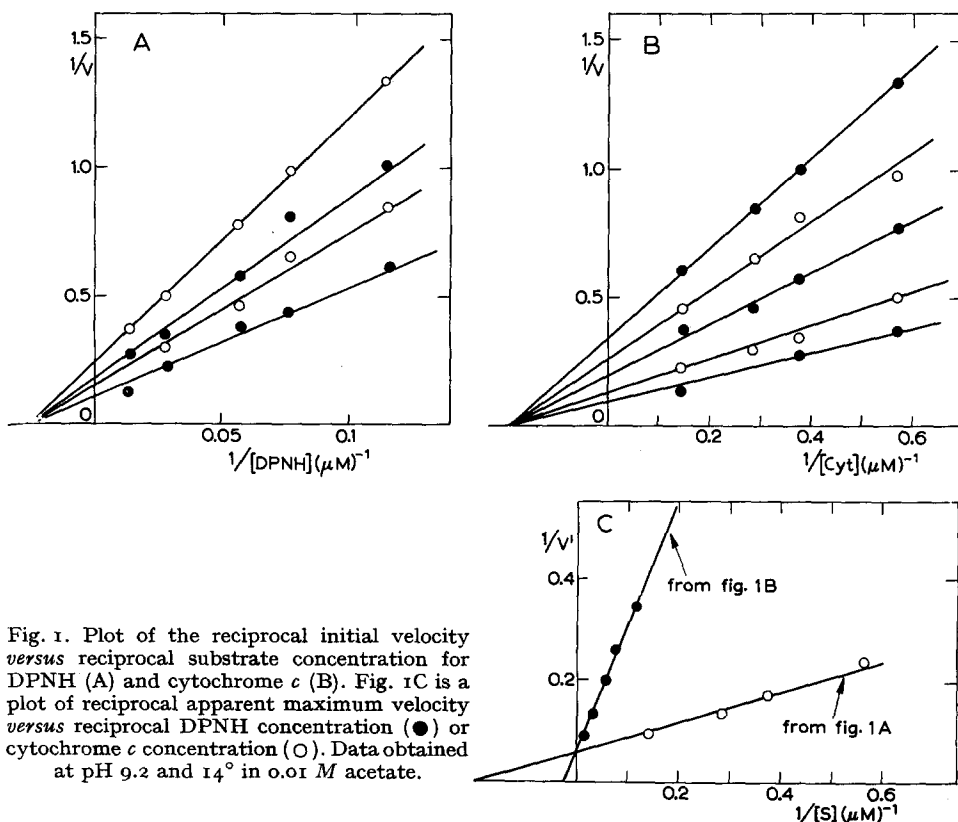 A
1.5
1/v
1.0
0.5
0
0.05
0.1
1/[DPNH](μM)⁻¹
B
1.5
1/v
1.0
0.5
0
0.2
0.4
0.6
1/[Cyt](μM)⁻¹
C
1/V'
0.4
0.2
from fig. 1B
from fig. 1A
0.2
0.4
0.6
1/[S](μM)⁻¹
Fig. 1. Plot of the reciprocal initial velocity
versus reciprocal substrate concentration for
DPNH (A) and cytochrome c (B). Fig. 1C is a
plot of reciprocal apparent maximum velocity
versus reciprocal DPNH concentration (●) or
cytochrome c concentration (○). Data obtained
at pH 9.2 and 14° in 0.01 M acetate.